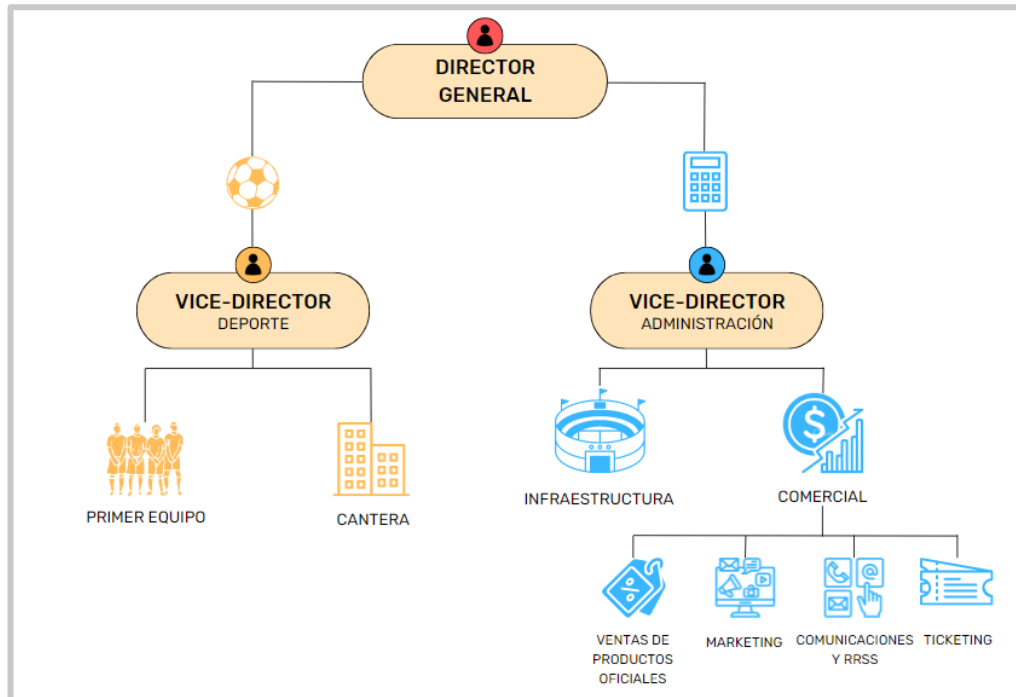 DIRECTOR
GENERAL
VICE-DIRECTOR
DEPORTE
VICE-DIRECTOR
ADMINISTRACIÓN
PRIMER EQUIPO
CANTERA
INFRAESTRUCTURA
COMERCIAL
VENTAS DE
PRODUCTOS
OFICIALES
MARKETING
COMUNICACIONES
Y RRSS
TICKETING